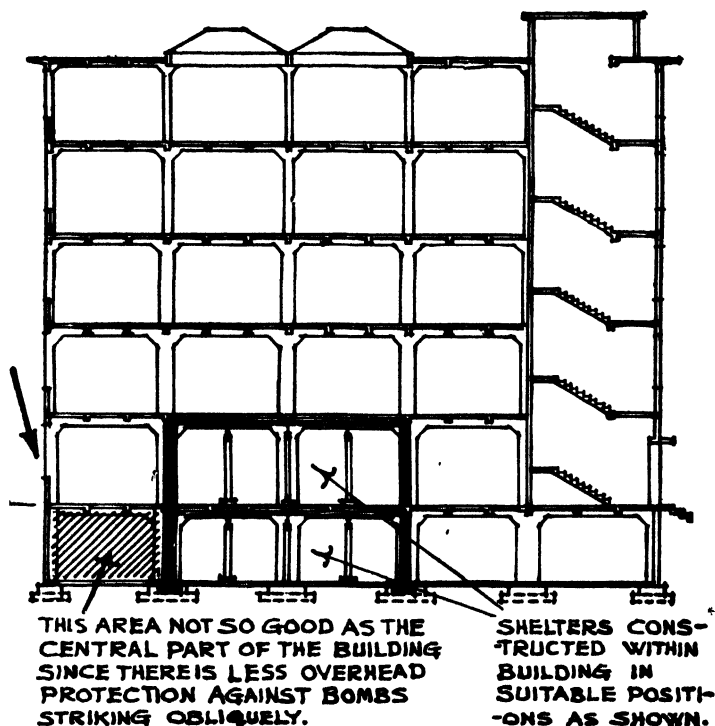 THIS AREA NOT SO GOOD AS THE
CENTRAL PART OF THE BUILDING
SINCE THERE IS LESS OVERHEAD
PROTECTION AGAINST BOMBS
STRIKING OBLIQUELY.
SHELTERS CONS-
-TRUCTED WITHIN
BUILDING IN
SUITABLE POSITI-
-ONS AS SHOWN.